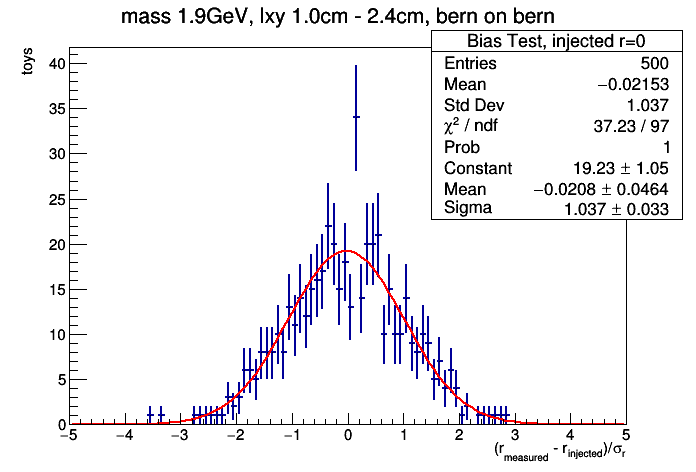 mass 1.9GeV, lxy 1.0cm - 2.4cm, bern on bern
Bias Test, injected r=0
Entries 500
Mean −0.02153
Std Dev 1.037
χ² / ndf 37.23 / 97
Prob 1
Constant 19.23 ± 1.05
Mean −0.0208 ± 0.0464
Sigma 1.037 ± 0.033
toys
40
35
30
25
20
15
10
5
0
−5 −4 −3 −2 −1 0 1 2 3 4 5
(r_measured - r_injected)/σ_r